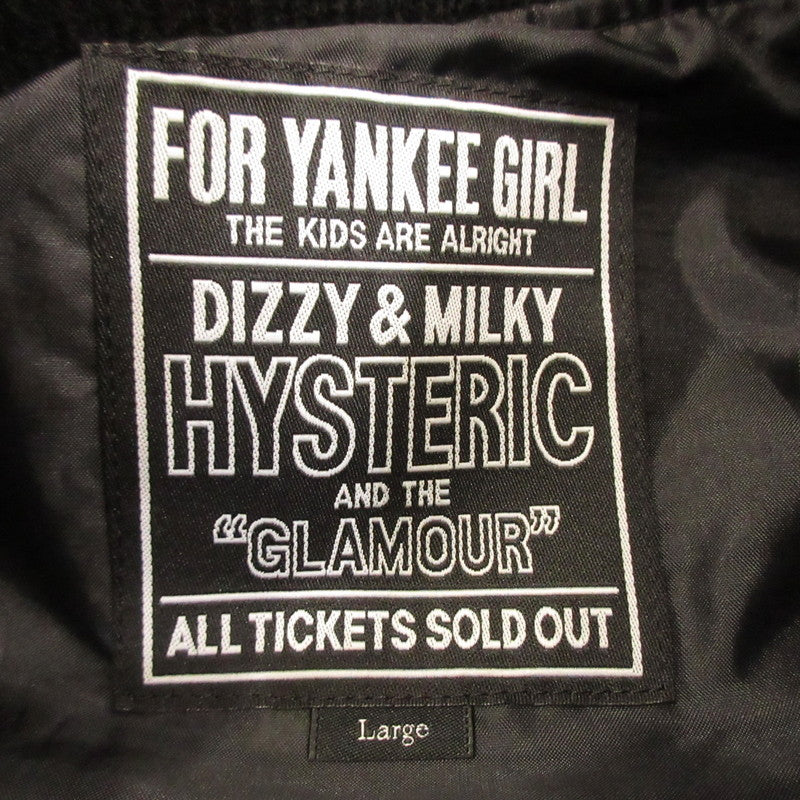 FOR YANKEE GIRL
THE KIDS ARE ALRIGHT
DIZZY & MILKY
HYSTERIC
AND THE
“GLAMOUR”
ALL TICKETS SOLD OUT
Large